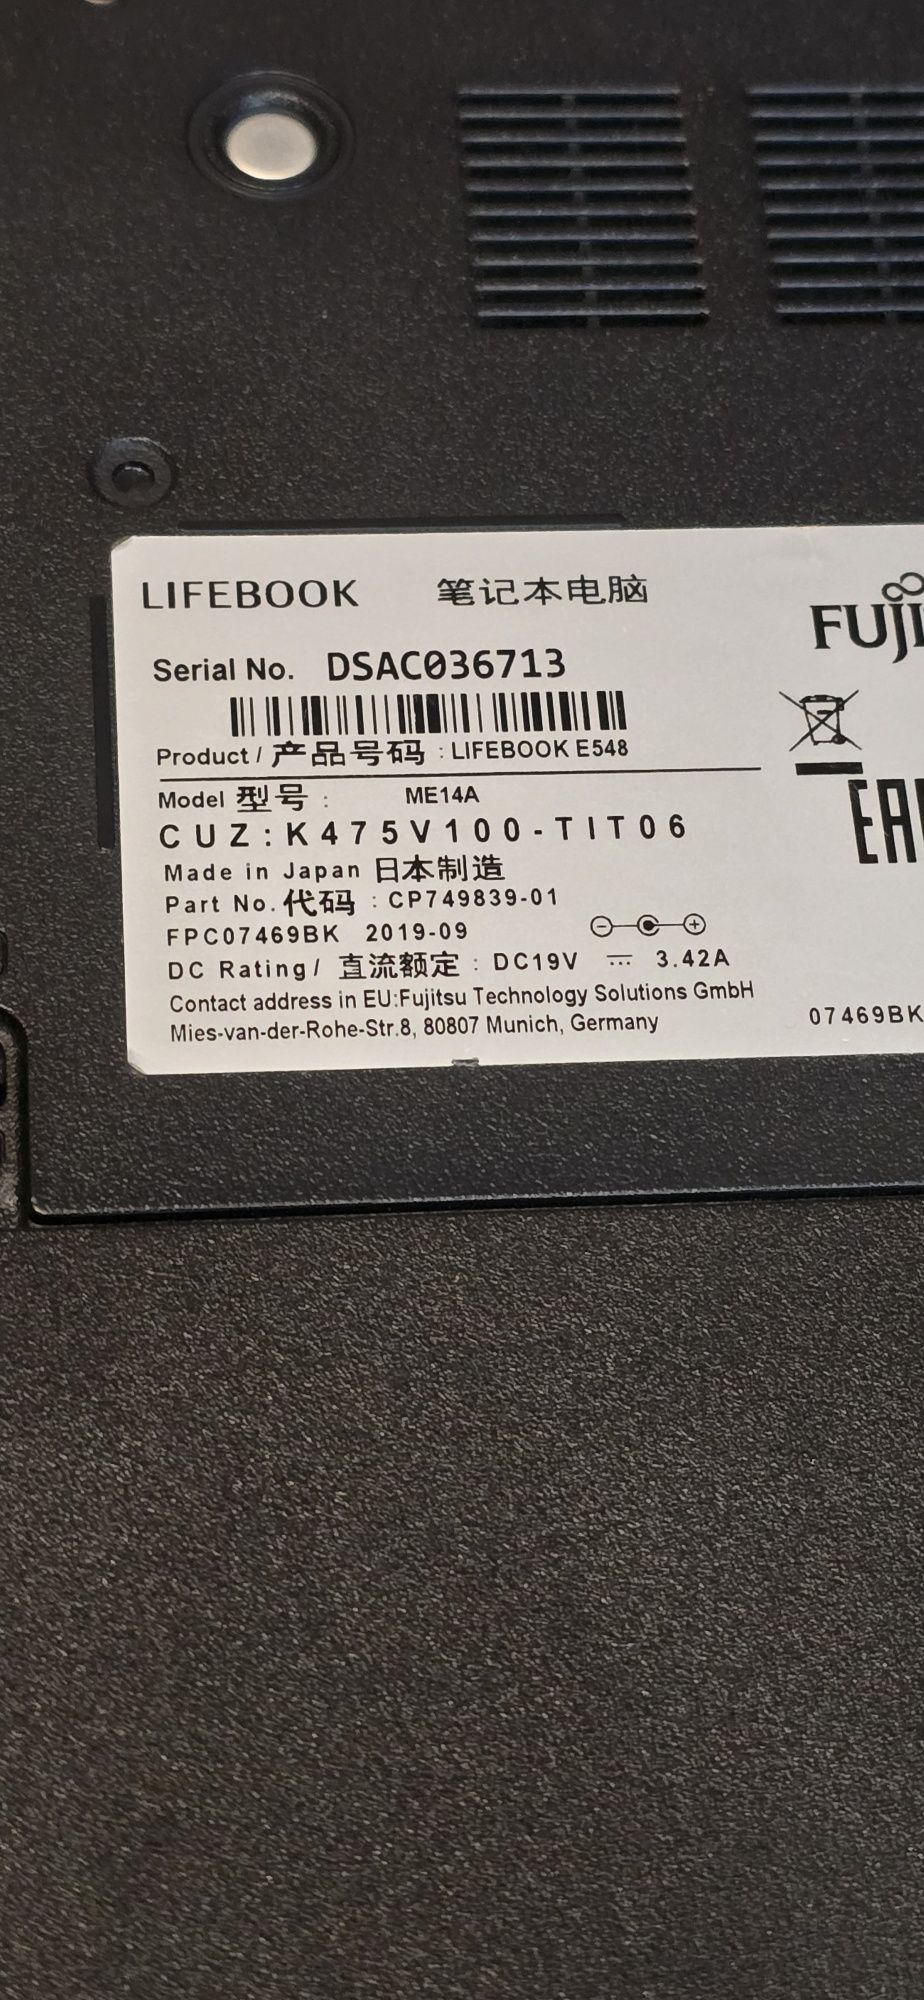 LIFEBOOK 笔记本电脑
FUJI
Serial No. DSAC036713
Product / 产品号码 : LIFEBOOK E548
Model 型号 : ME14A
EAC
CUZ:K475V100-TIT06
Made in Japan 日本制造
Part No. 代码 : CP749839-01
FPC07469BK 2019-09
DC Rating / 直流额定 : DC19V ⎓ 3.42A
Contact address in EU:Fujitsu Technology Solutions GmbH
Mies-van-der-Rohe-Str.8, 80807 Munich, Germany
07469BK